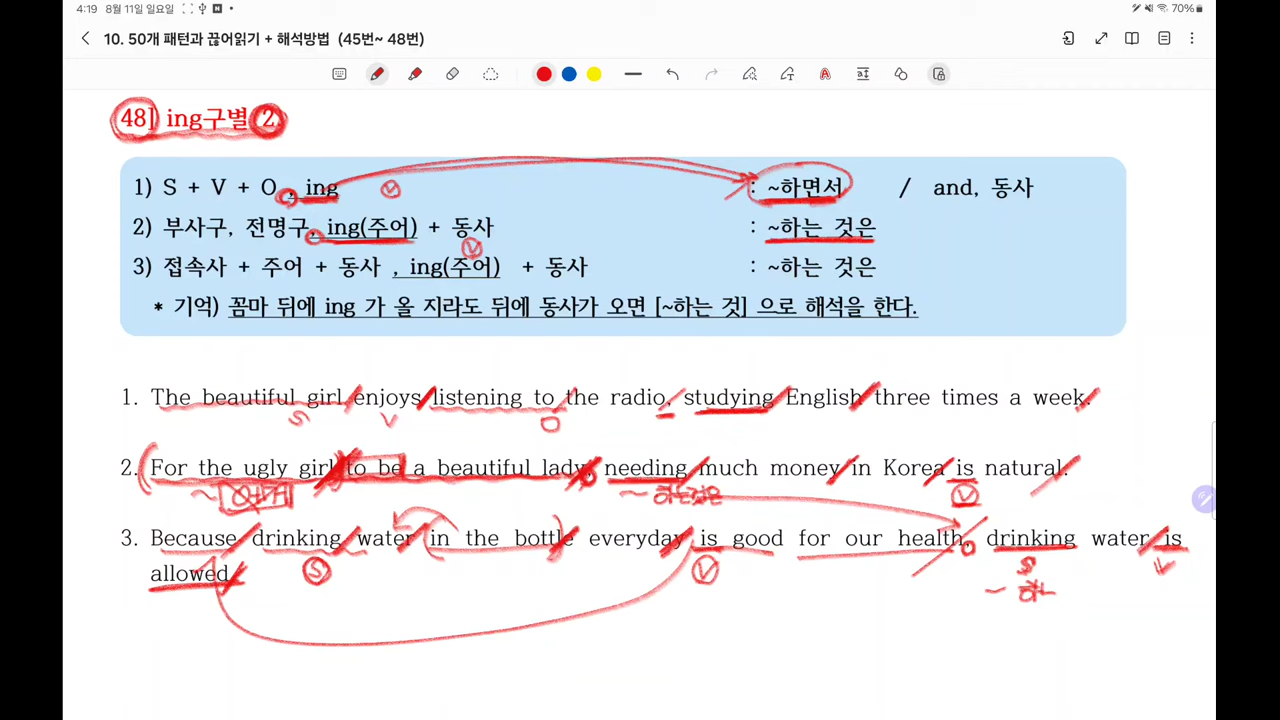 4:19 8월 11일 일요일 70%
10. 50개 패턴과 끊어읽기 + 해석방법 (45번~ 48번)
48] ing구별 2
1) S + V + O , ing : ~하면서 / and, 동사
V
2) 부사구, 전명구, ing(주어) + 동사 : ~하는 것은
V
3) 접속사 + 주어 + 동사 , ing(주어) + 동사 : ~하는 것은
* 기억) 꼼마 뒤에 ing 가 올 지라도 뒤에 동사가 오면 [~하는 것] 으로 해석을 한다.
1. The beautiful girl enjoys listening to the radio, studying English three times a week.
S V O
2. For the ugly girl to be a beautiful lady, needing much money in Korea is natural.
~ 하는것은 V
3. Because drinking water in the bottle everyday is good for our health, drinking water is
allowed.
S V S V
~ 하~